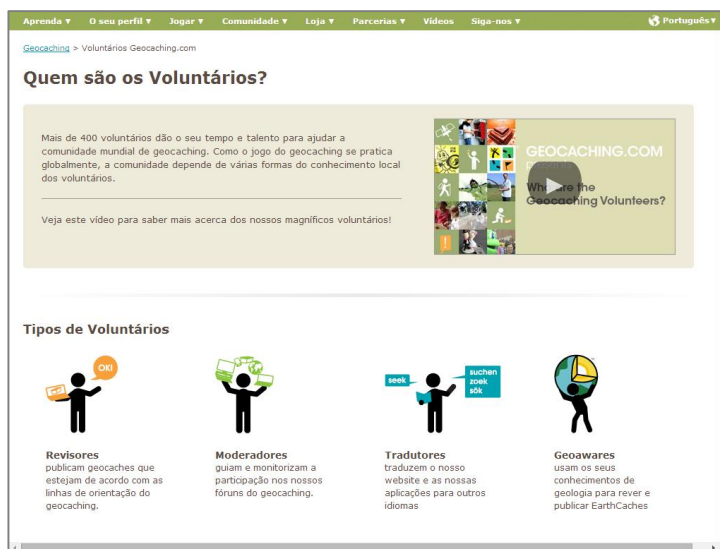 Aprenda ▼ O seu perfil ▼ Jogar ▼ Comunidade ▼ Loja ▼ Parcerias ▼ Vídeos Siga-nos ▼ Português ▼
Geocaching > Voluntários Geocaching.com
Quem são os Voluntários?
Mais de 400 voluntários dão o seu tempo e talento para ajudar a
comunidade mundial de geocaching. Como o jogo do geocaching se pratica
globalmente, a comunidade depende de várias formas do conhecimento local
dos voluntários.
Veja este vídeo para saber mais acerca dos nossos magníficos voluntários!
GEOCACHING.COM
Who are the
Geocaching Volunteers?
Tipos de Voluntários
OK!
seek
suchen
zoek
sök
Revisores
publicam geocaches que
estejam de acordo com as
linhas de orientação do
geocaching.
Moderadores
guiam e monitorizam a
participação nos nossos
fóruns do geocaching.
Tradutores
traduzem o nosso
website e as nossas
aplicações para outros
idiomas
Geoawares
usam os seus
conhecimentos de
geologia para rever e
publicar EarthCaches